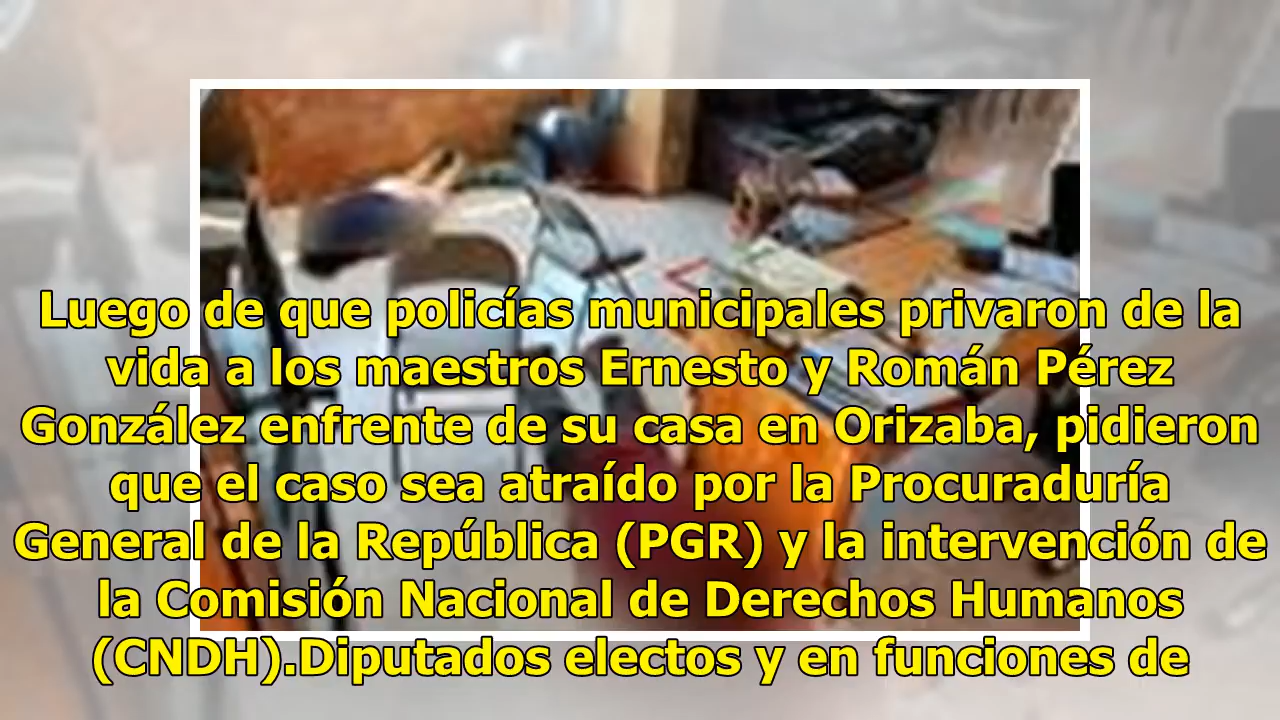 Luego de que policías municipales privaron de la
vida a los maestros Ernesto y Román Pérez
González enfrente de su casa en Orizaba, pidieron
que el caso sea atraído por la Procuraduría
General de la República (PGR) y la intervención de
la Comisión Nacional de Derechos Humanos
(CNDH).Diputados electos y en funciones de